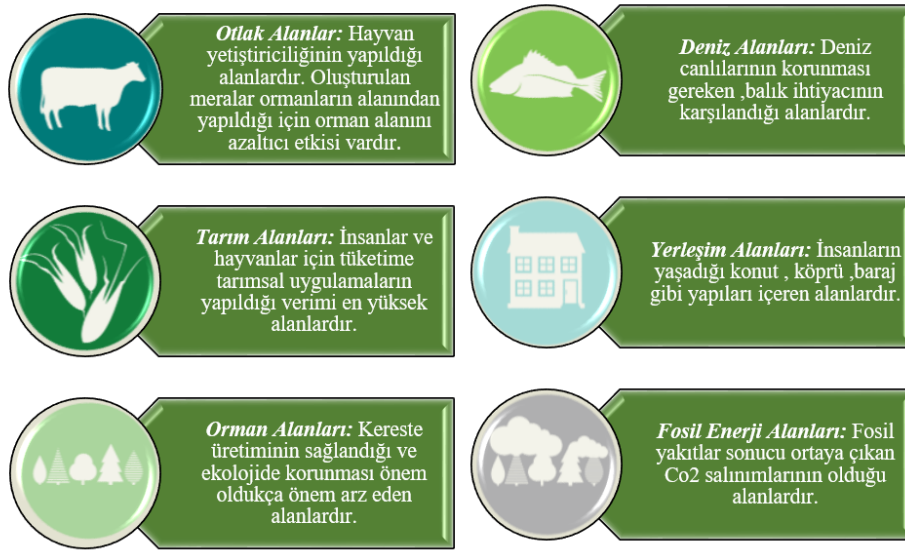 Otlak Alanlar: Hayvan
yetiştiriciliğinin yapıldığı
alanlardır. Oluşturulan
meralar ormanların alanından
yapıldığı için orman alanını
azaltıcı etkisi vardır.
Deniz Alanları: Deniz
canlılarının korunması
gereken ,balık ihtiyacının
karşılandığı alanlardır.
Tarım Alanları: İnsanlar ve
hayvanlar için tüketime
tarımsal uygulamaların
yapıldığı verimi en yüksek
alanlardır.
Yerleşim Alanları: İnsanların
yaşadığı konut , köprü ,baraj
gibi yapıları içeren alanlardır.
Orman Alanları: Kereste
üretiminin sağlandığı ve
ekolojide korunması önem
oldukça önem arz eden
alanlardır.
Fosil Enerji Alanları: Fosil
yakıtlar sonucu ortaya çıkan
Co2 salınımlarının olduğu
alanlardır.